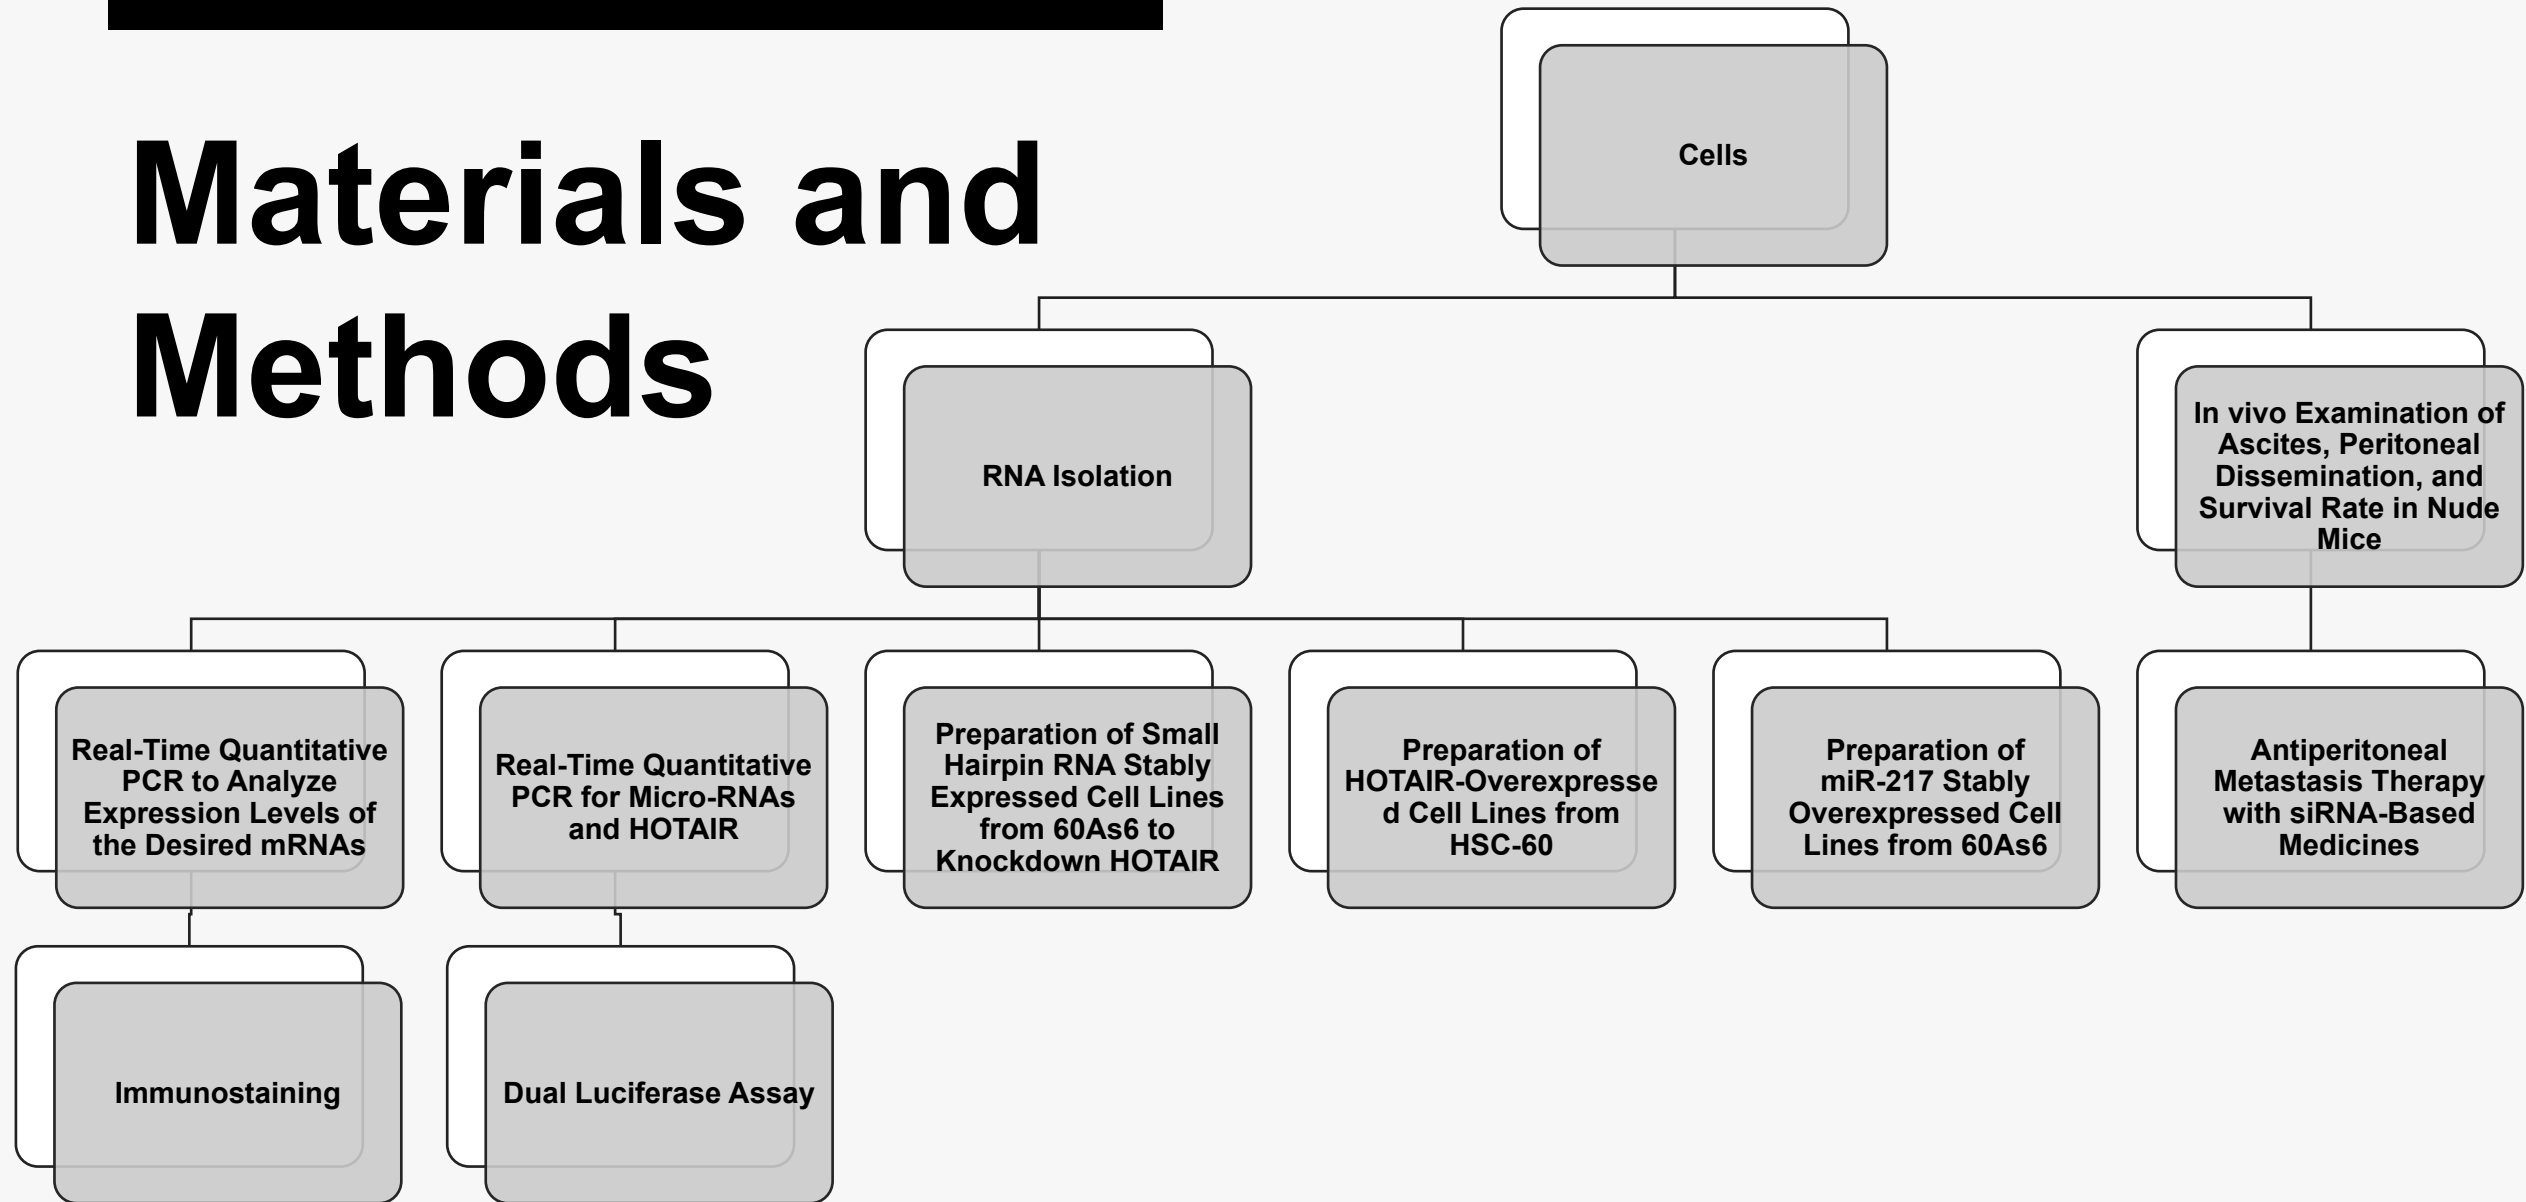 Materials and
Methods
Cells
RNA Isolation
In vivo Examination of
Ascites, Peritoneal
Dissemination, and
Survival Rate in Nude
Mice
Real-Time Quantitative
PCR to Analyze
Expression Levels of
the Desired mRNAs
Real-Time Quantitative
PCR for Micro-RNAs
and HOTAIR
Preparation of Small
Hairpin RNA Stably
Expressed Cell Lines
from 60As6 to
Knockdown HOTAIR
Preparation of
HOTAIR-Overexpresse
d Cell Lines from
HSC-60
Preparation of
miR-217 Stably
Overexpressed Cell
Lines from 60As6
Antiperitoneal
Metastasis Therapy
with siRNA-Based
Medicines
Immunostaining
Dual Luciferase Assay